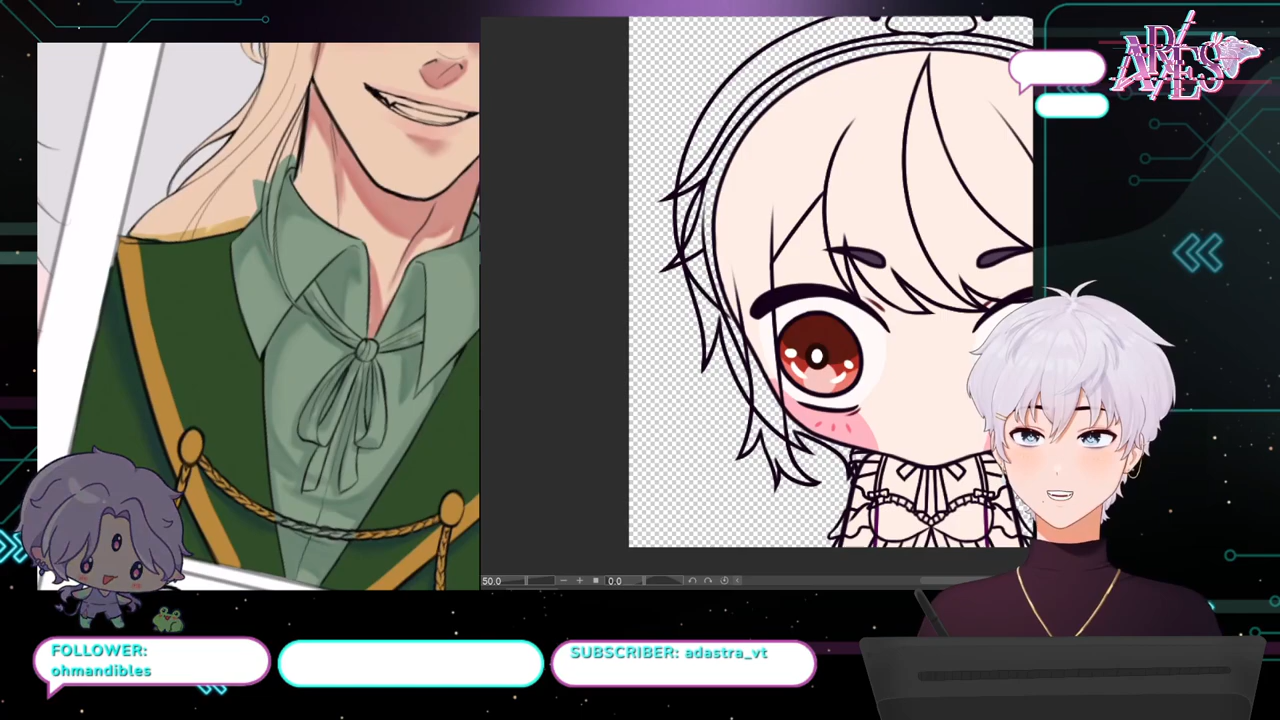 ARES
50.0
0.0
FOLLOWER:
ohmandibles
SUBSCRIBER: adastra_vt